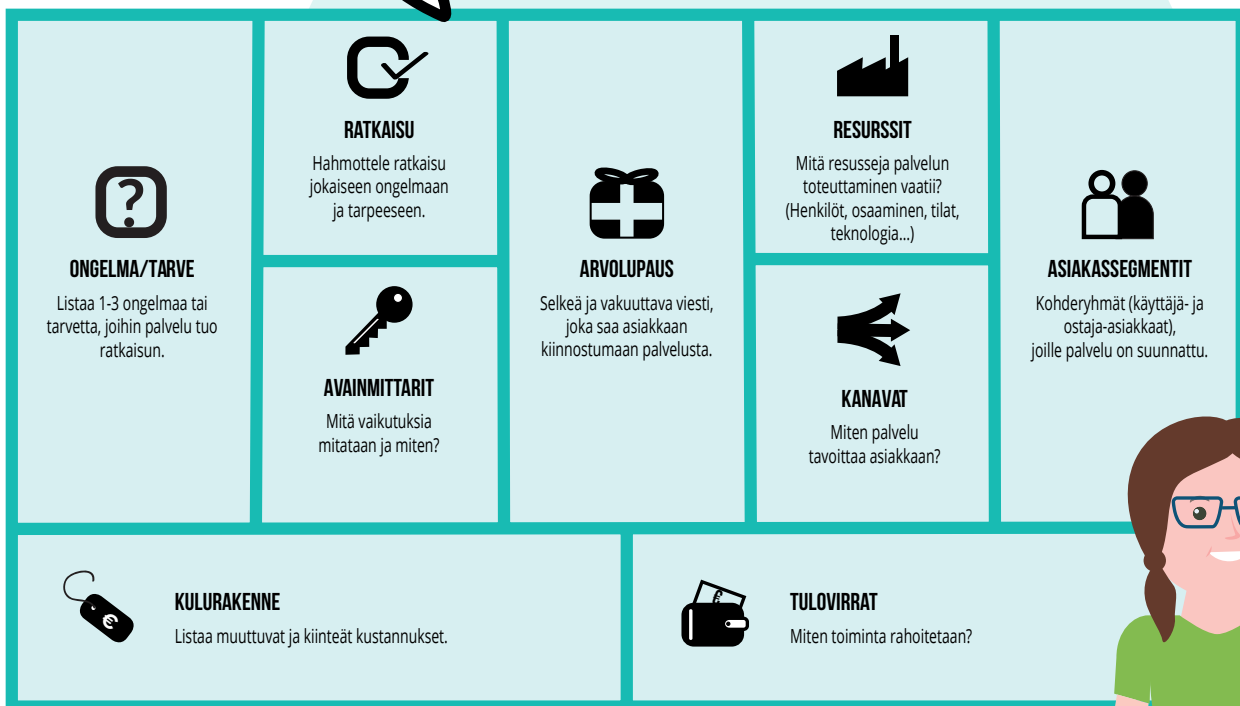 ONGELMA/TARVE
Listaa 1-3 ongelmaa tai
tarvetta, joihin palvelu tuo
ratkaisun.
RATKAISU
Hahmottele ratkaisu
jokaiseen ongelmaan
ja tarpeeseen.
AVAINMITTARIT
Mitä vaikutuksia
mitataan ja miten?
ARVOLUPAUS
Selkeä ja vakuuttava viesti,
joka saa asiakkaan
kiinnostumaan palvelusta.
RESURSSIT
Mitä resusseja palvelun
toteuttaminen vaatii?
(Henkilöt, osaaminen, tilat,
teknologia...)
KANAVAT
Miten palvelu
tavoittaa asiakkaan?
ASIAKASSEGMENTIT
Kohderyhmät (käyttäjä- ja
ostaja-asiakkaat),
joille palvelu on suunnattu.
KULURAKENNE
Listaa muuttuvat ja kiinteät kustannukset.
TULOVIRRAT
Miten toiminta rahoitetaan?